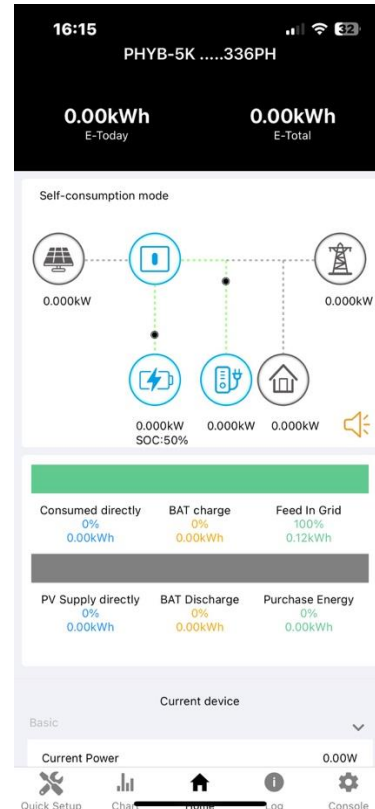 16:15
32
PHYB-5K .....336PH
0.00kWh 0.00kWh
E-Today E-Total
Self-consumption mode
0.000kW 0.000kW
0.000kW 0.000kW 0.000kW
SOC:50%
Consumed directly BAT charge Feed In Grid
0% 0% 100%
0.00kWh 0.00kWh 0.12kWh
PV Supply directly BAT Discharge Purchase Energy
0% 0% 0%
0.00kWh 0.00kWh 0.00kWh
Current device
Basic
Current Power 0.00W
Quick Setup Chart Home Log Console